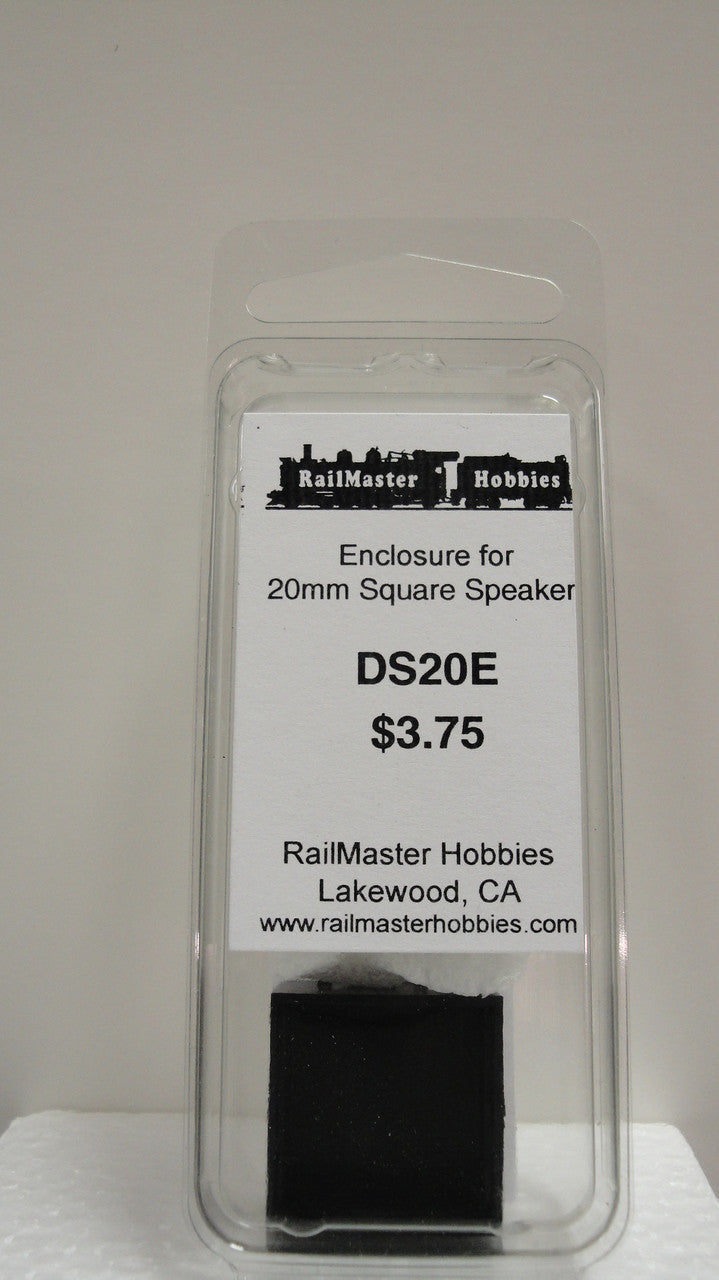 RailMaster Hobbies
Enclosure for
20mm Square Speaker
DS20E
$3.75
RailMaster Hobbies
Lakewood, CA
www.railmasterhobbies.com